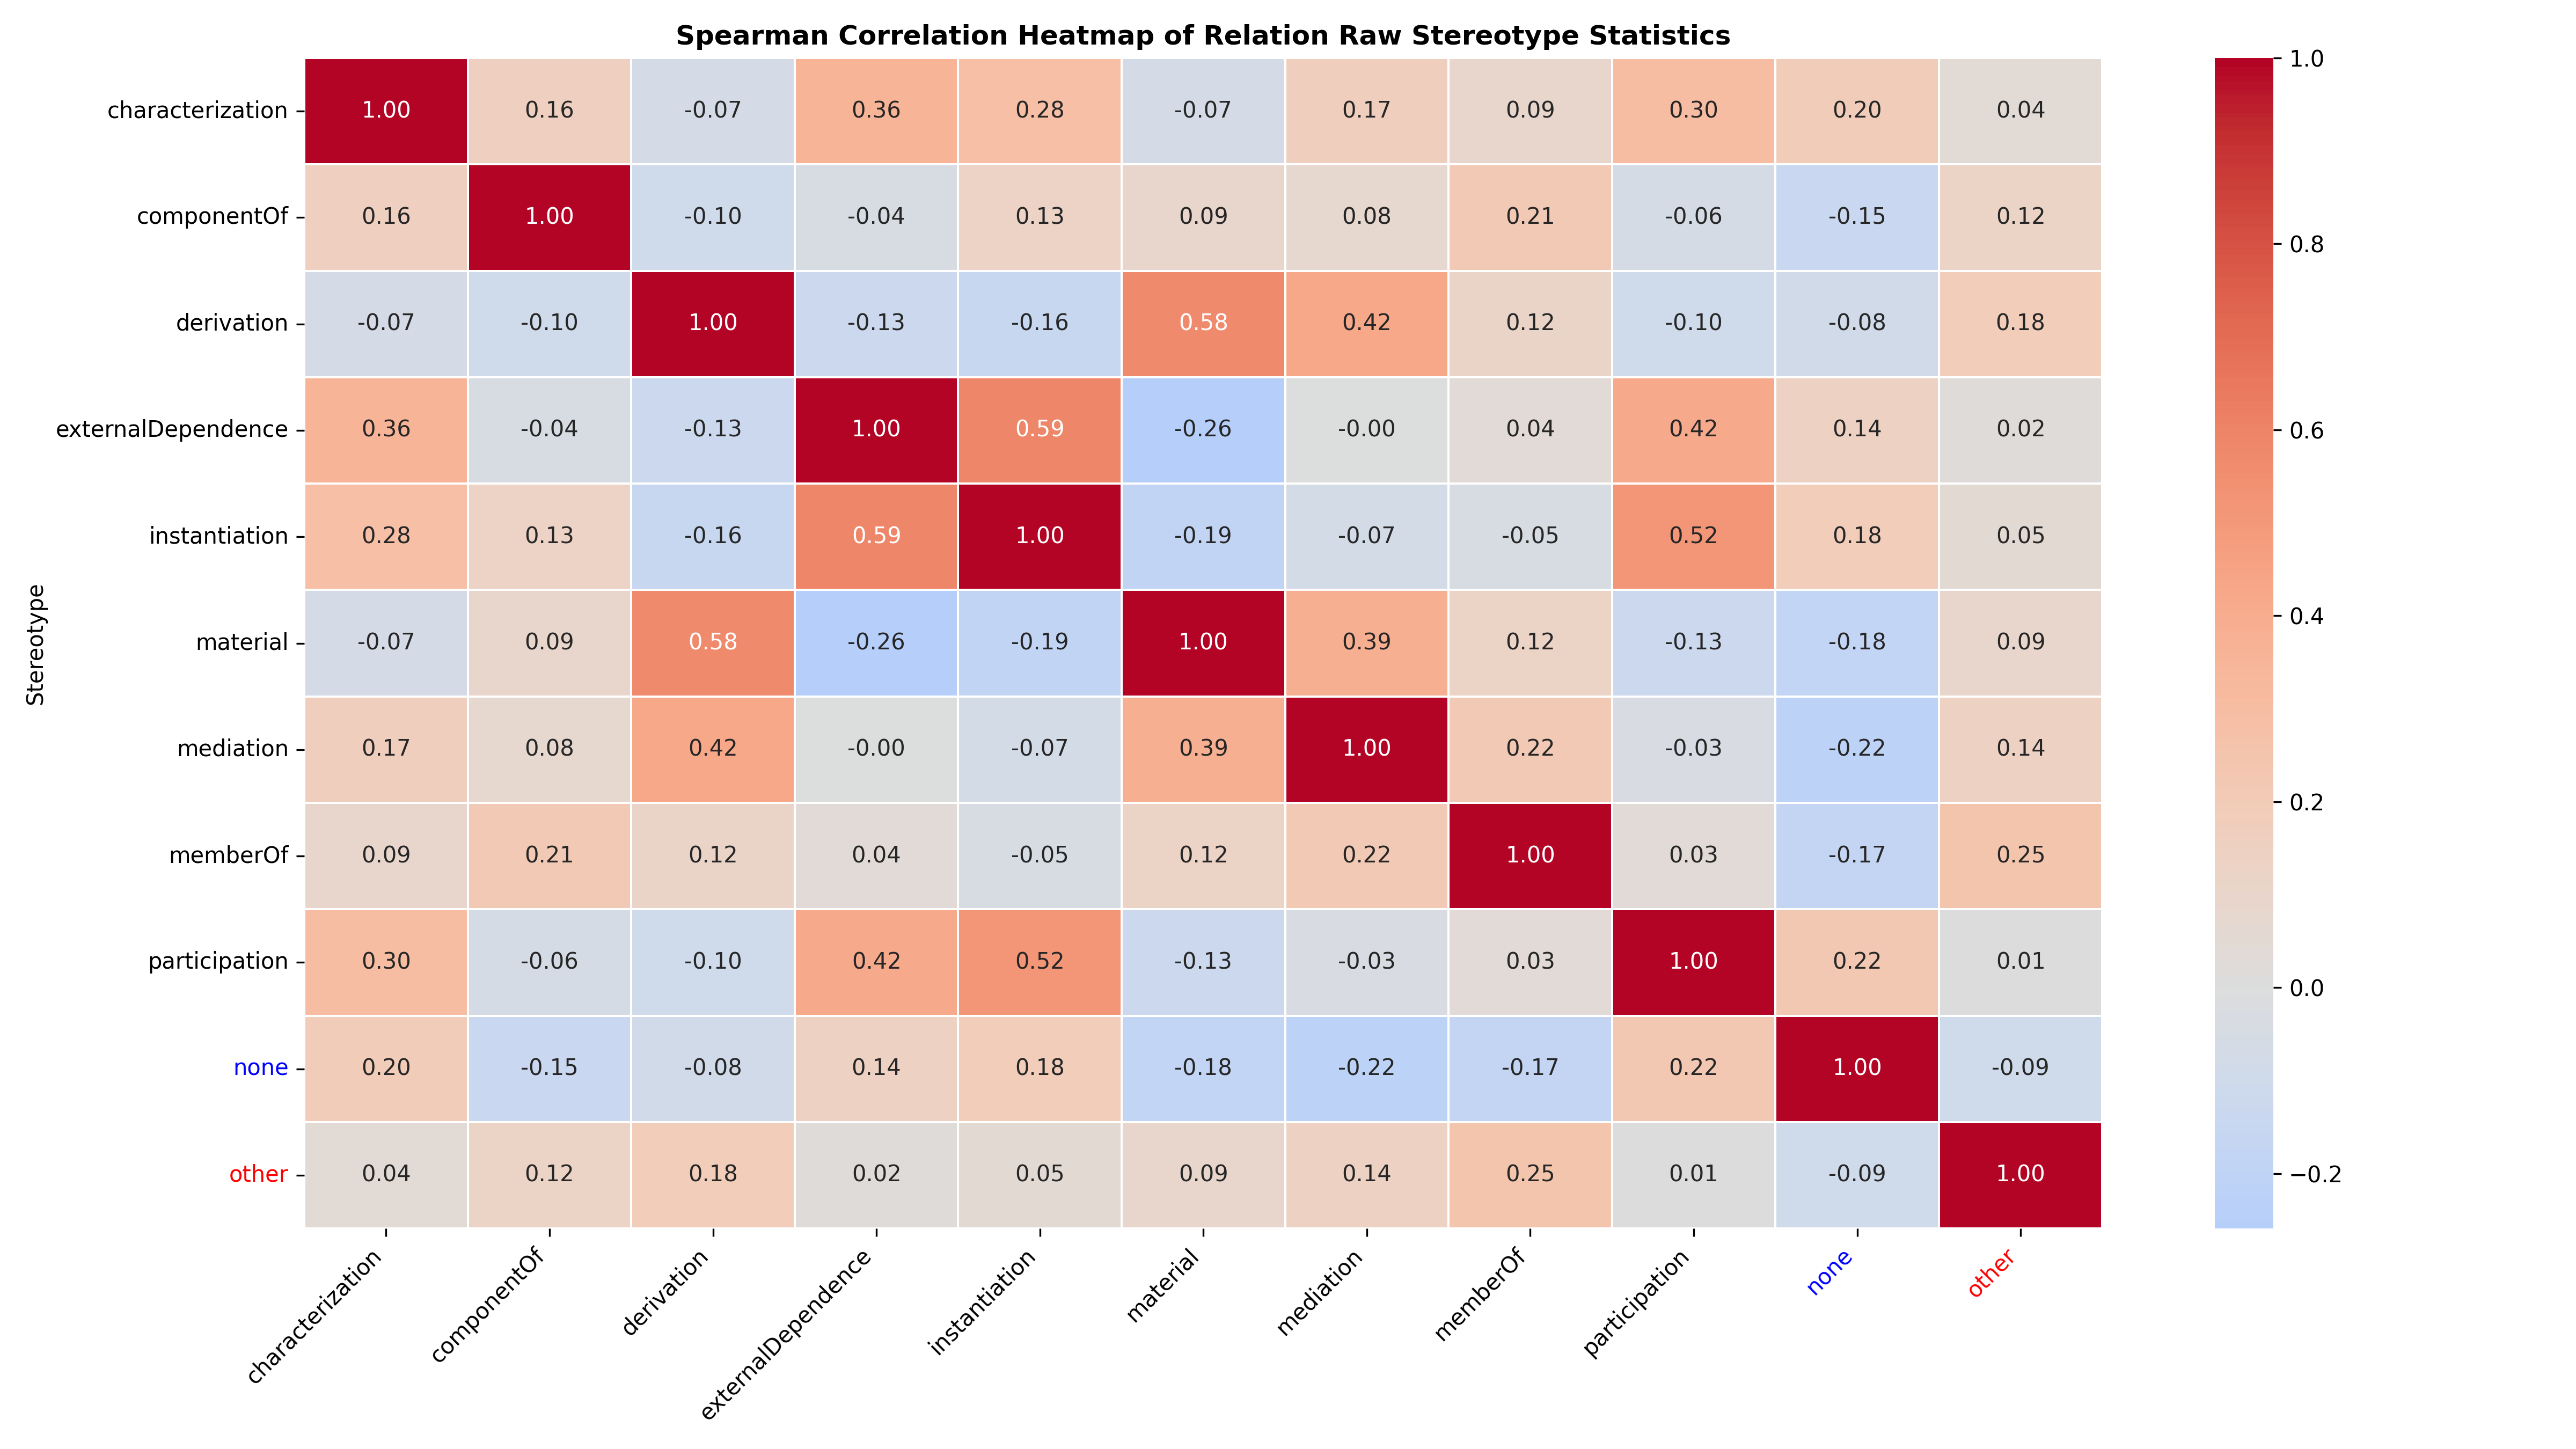 Spearman Correlation Heatmap of Relation Raw Stereotype Statistics
characterization 1.00 0.16 -0.07 0.36 0.28 -0.07 0.17 0.09 0.30 0.20 0.04
componentOf 0.16 1.00 -0.10 -0.04 0.13 0.09 0.08 0.21 -0.06 -0.15 0.12
derivation -0.07 -0.10 1.00 -0.13 -0.16 0.58 0.42 0.12 -0.10 -0.08 0.18
externalDependence 0.36 -0.04 -0.13 1.00 0.59 -0.26 -0.00 0.04 0.42 0.14 0.02
instantiation 0.28 0.13 -0.16 0.59 1.00 -0.19 -0.07 -0.05 0.52 0.18 0.05
material -0.07 0.09 0.58 -0.26 -0.19 1.00 0.39 0.12 -0.13 -0.18 0.09
mediation 0.17 0.08 0.42 -0.00 -0.07 0.39 1.00 0.22 -0.03 -0.22 0.14
memberOf 0.09 0.21 0.12 0.04 -0.05 0.12 0.22 1.00 0.03 -0.17 0.25
participation 0.30 -0.06 -0.10 0.42 0.52 -0.13 -0.03 0.03 1.00 0.22 0.01
none 0.20 -0.15 -0.08 0.14 0.18 -0.18 -0.22 -0.17 0.22 1.00 -0.09
other 0.04 0.12 0.18 0.02 0.05 0.09 0.14 0.25 0.01 -0.09 1.00
Stereotype
characterization
componentOf
derivation
externalDependence
instantiation
material
mediation
memberOf
participation
none
other
1.0
0.8
0.6
0.4
0.2
0.0
−0.2